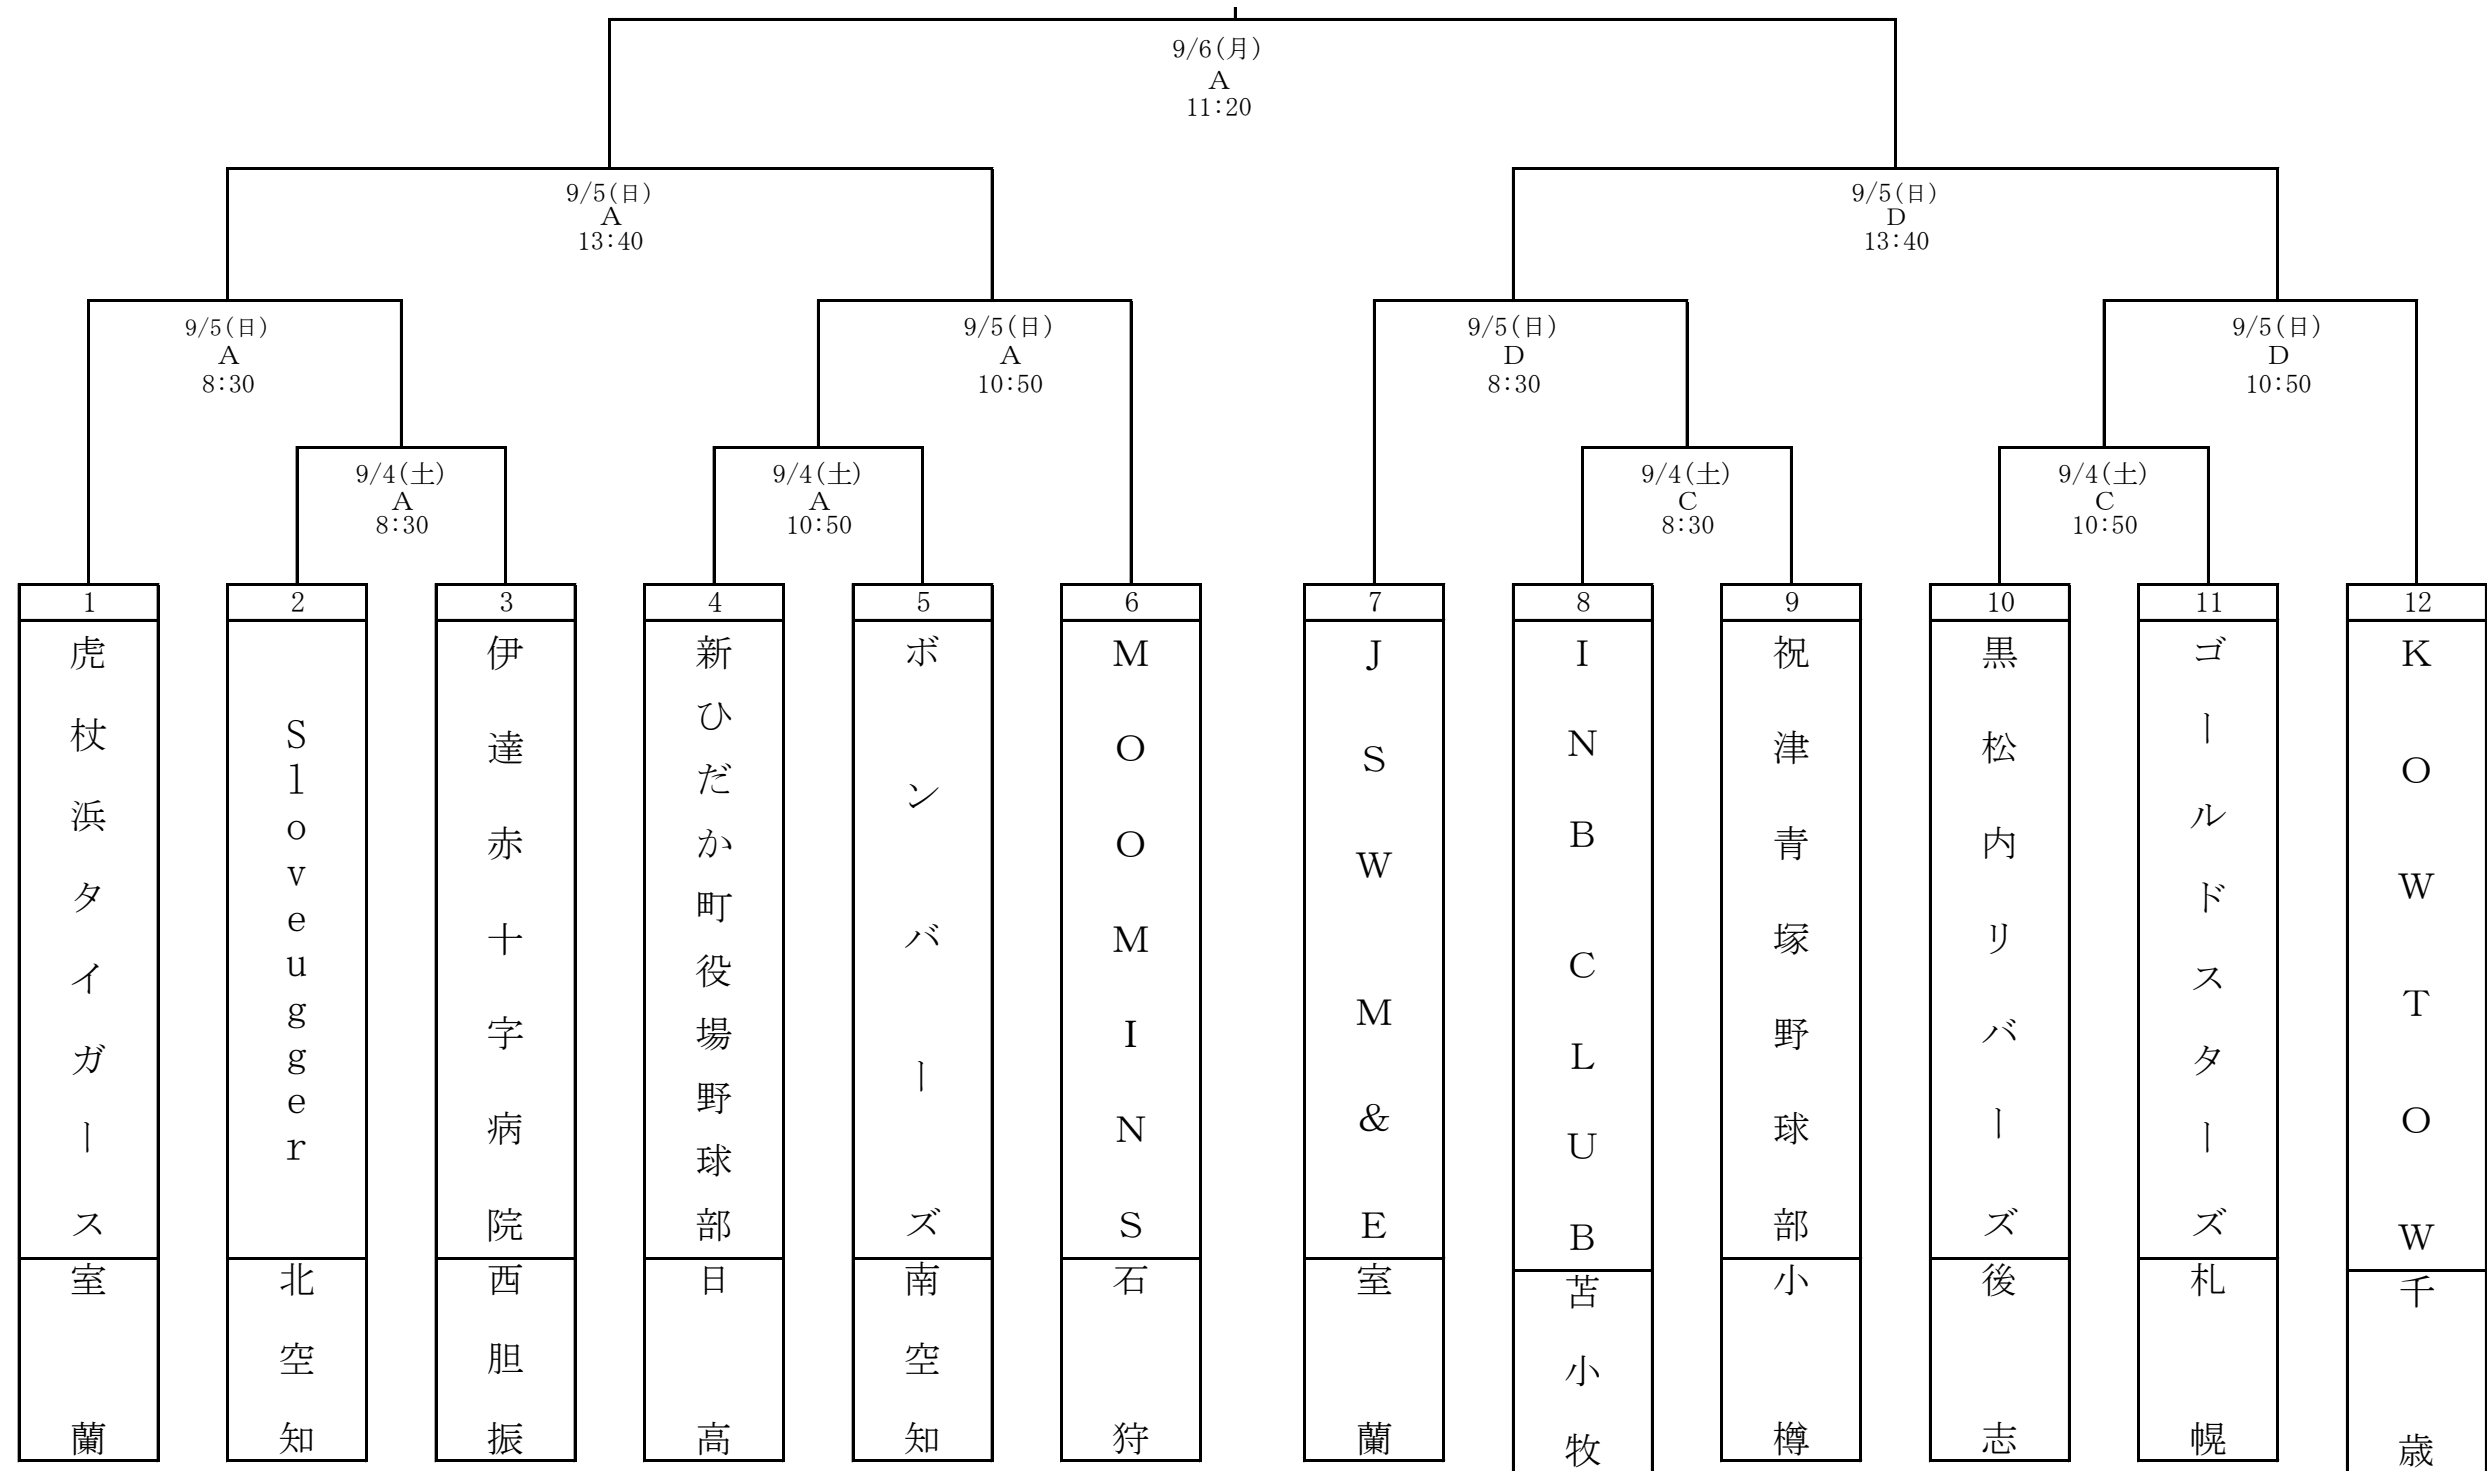 9/6(月)
A
11:20
9/5(日)
A
13:40
9/5(日)
D
13:40
9/5(日)
A
8:30
9/5(日)
A
10:50
9/5(日)
D
8:30
9/5(日)
D
10:50
9/4(土)
A
8:30
9/4(土)
A
10:50
9/4(土)
C
8:30
9/4(土)
C
10:50
1
虎杖浜タイガース
室蘭
2
Sloveugger
北空知
3
伊達赤十字病院
西胆振
4
新ひだか町役場野球部
日高
5
ボンバーズ
南空知
6
MOOMINS
石狩
7
JSW M&E
室蘭
8
INB CLUB
苫小牧
9
祝津青塚野球部
小樽
10
黒松内リバーズ
後志
11
ゴールドスターズ
札幌
12
KOWTOW
千歳